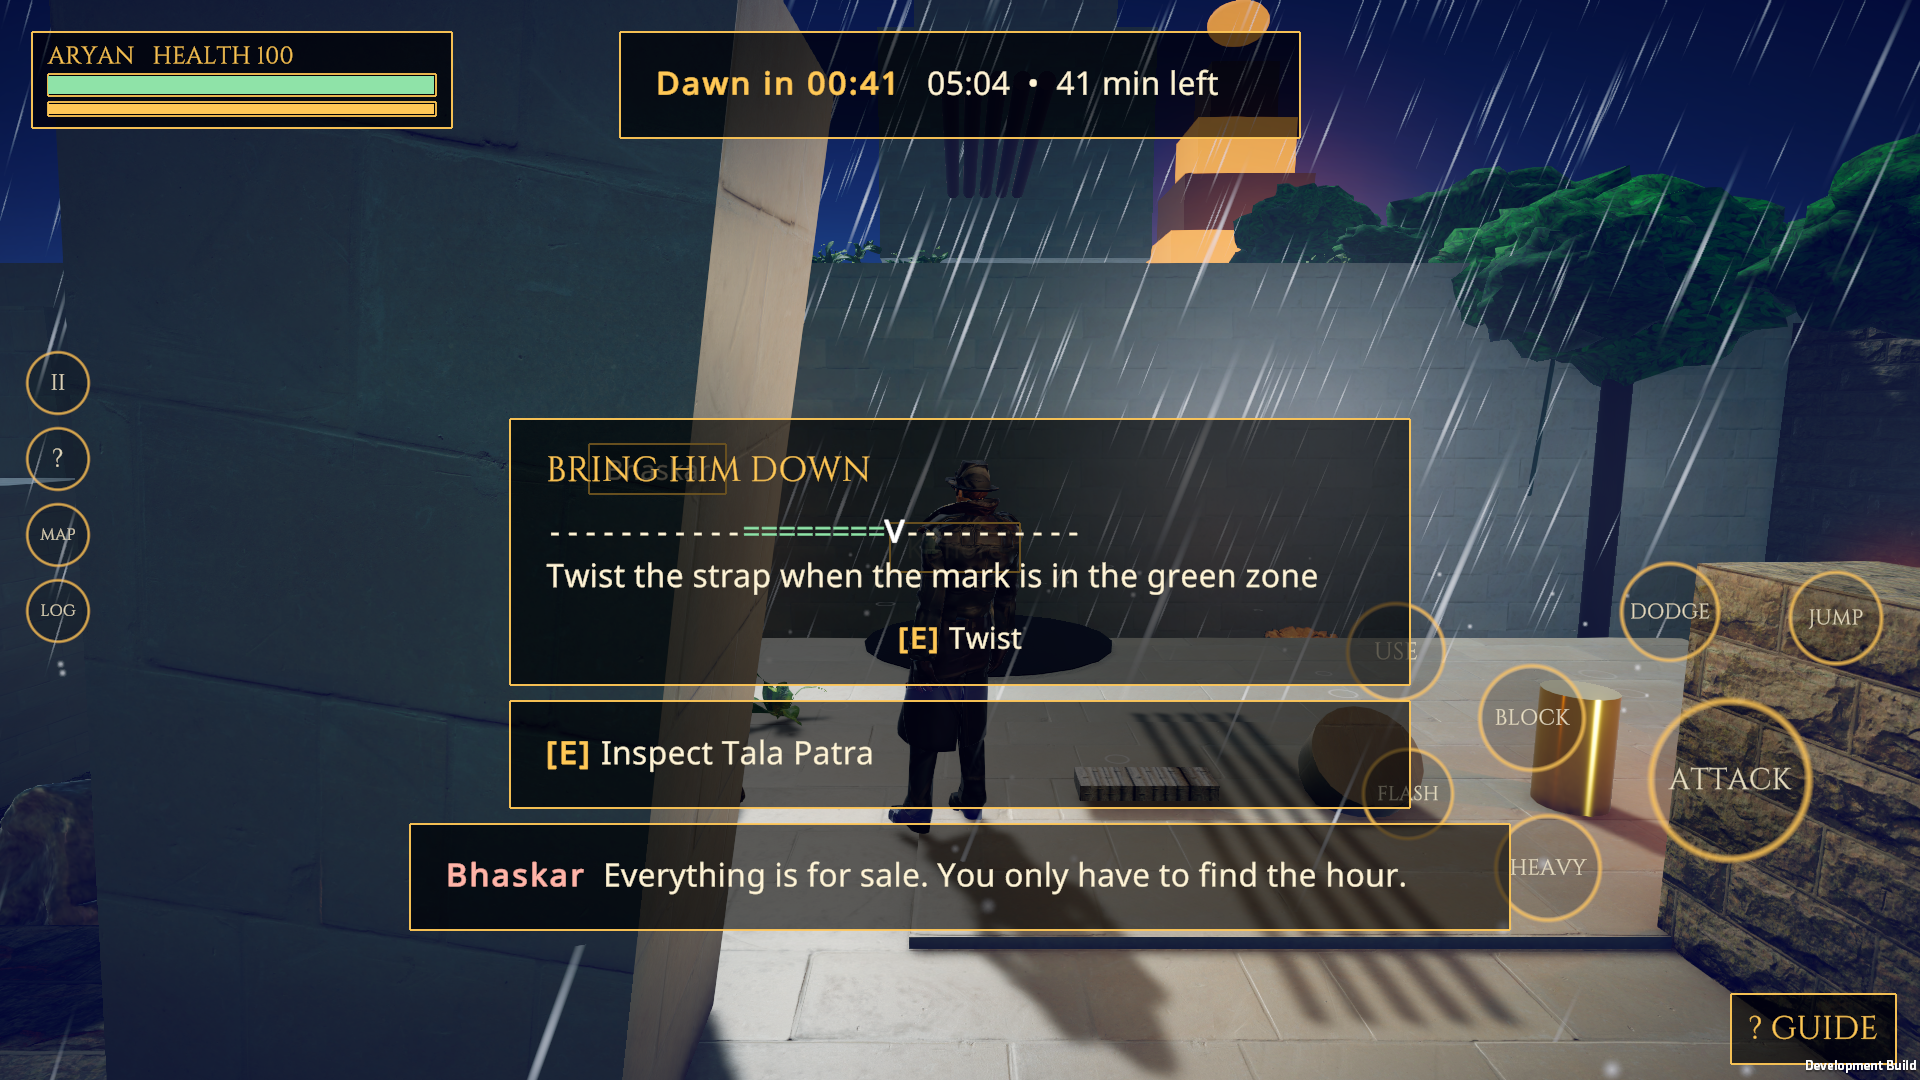 ARYAN HEALTH 100
Dawn in 00:41 05:04 • 41 min left
II
?
MAP
LOG
BRING HIM DOWN
Bhaskar
-----------========V----------
Twist the strap when the mark is in the green zone
[E] Twist
[E] Inspect Tala Patra
Bhaskar Everything is for sale. You only have to find the hour.
USE
DODGE
JUMP
BLOCK
FLASH
ATTACK
HEAVY
? GUIDE
Development Build